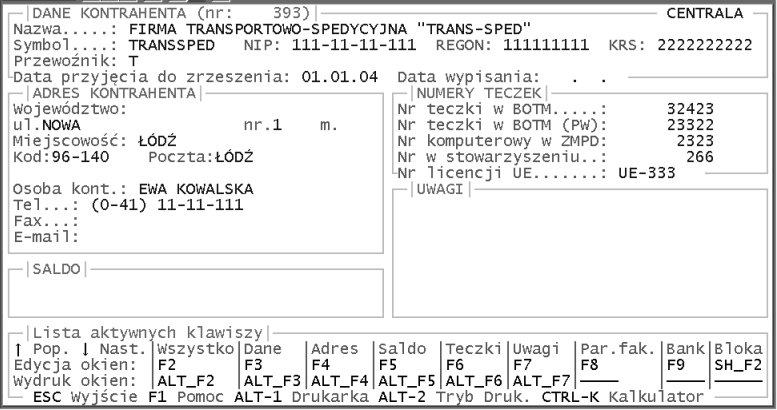 DANE KONTRAHENTA (nr: 393) CENTRALA
Nazwa.....: FIRMA TRANSPORTOWO-SPEDYCYJNA "TRANS-SPED"
Symbol....: TRANSSPED NIP: 111-11-11-111 REGON: 111111111 KRS: 2222222222
Przewoźnik: T
Data przyjęcia do zrzeszenia: 01.01.04 Data wypisania: . .
ADRES KONTRAHENTA
Województwo:
ul.NOWA nr.1 m.
Miejscowość: ŁÓDŹ
Kod:96-140 Poczta:ŁÓDŹ
Osoba kont.: EWA KOWALSKA
Tel...: (0-41) 11-11-111
Fax...:
E-mail:
NUMERY TECZEK
Nr teczki w BOTM.....: 32423
Nr teczki w BOTM (PW): 23322
Nr komputerowy w ZMPD: 2323
Nr w stowarzyszeniu..: 266
Nr licencji UE.......: UE-333
UWAGI
SALDO
Lista aktywnych klawiszy
↑ Pop. ↓ Nast. |Wszystko|Dane |Adres |Saldo |Teczki|Uwagi |Par.fak. |Bank|Bloka
Edycja okien: |F2 |F3 |F4 |F5 |F6 |F7 |F8 |F9 |SH_F2
Wydruk okien: |ALT_F2 |ALT_F3|ALT_F4|ALT_F5|ALT_F6|ALT_F7|
ESC Wyjście F1 Pomoc ALT-1 Drukarka ALT-2 Tryb Druk. CTRL-K Kalkulator